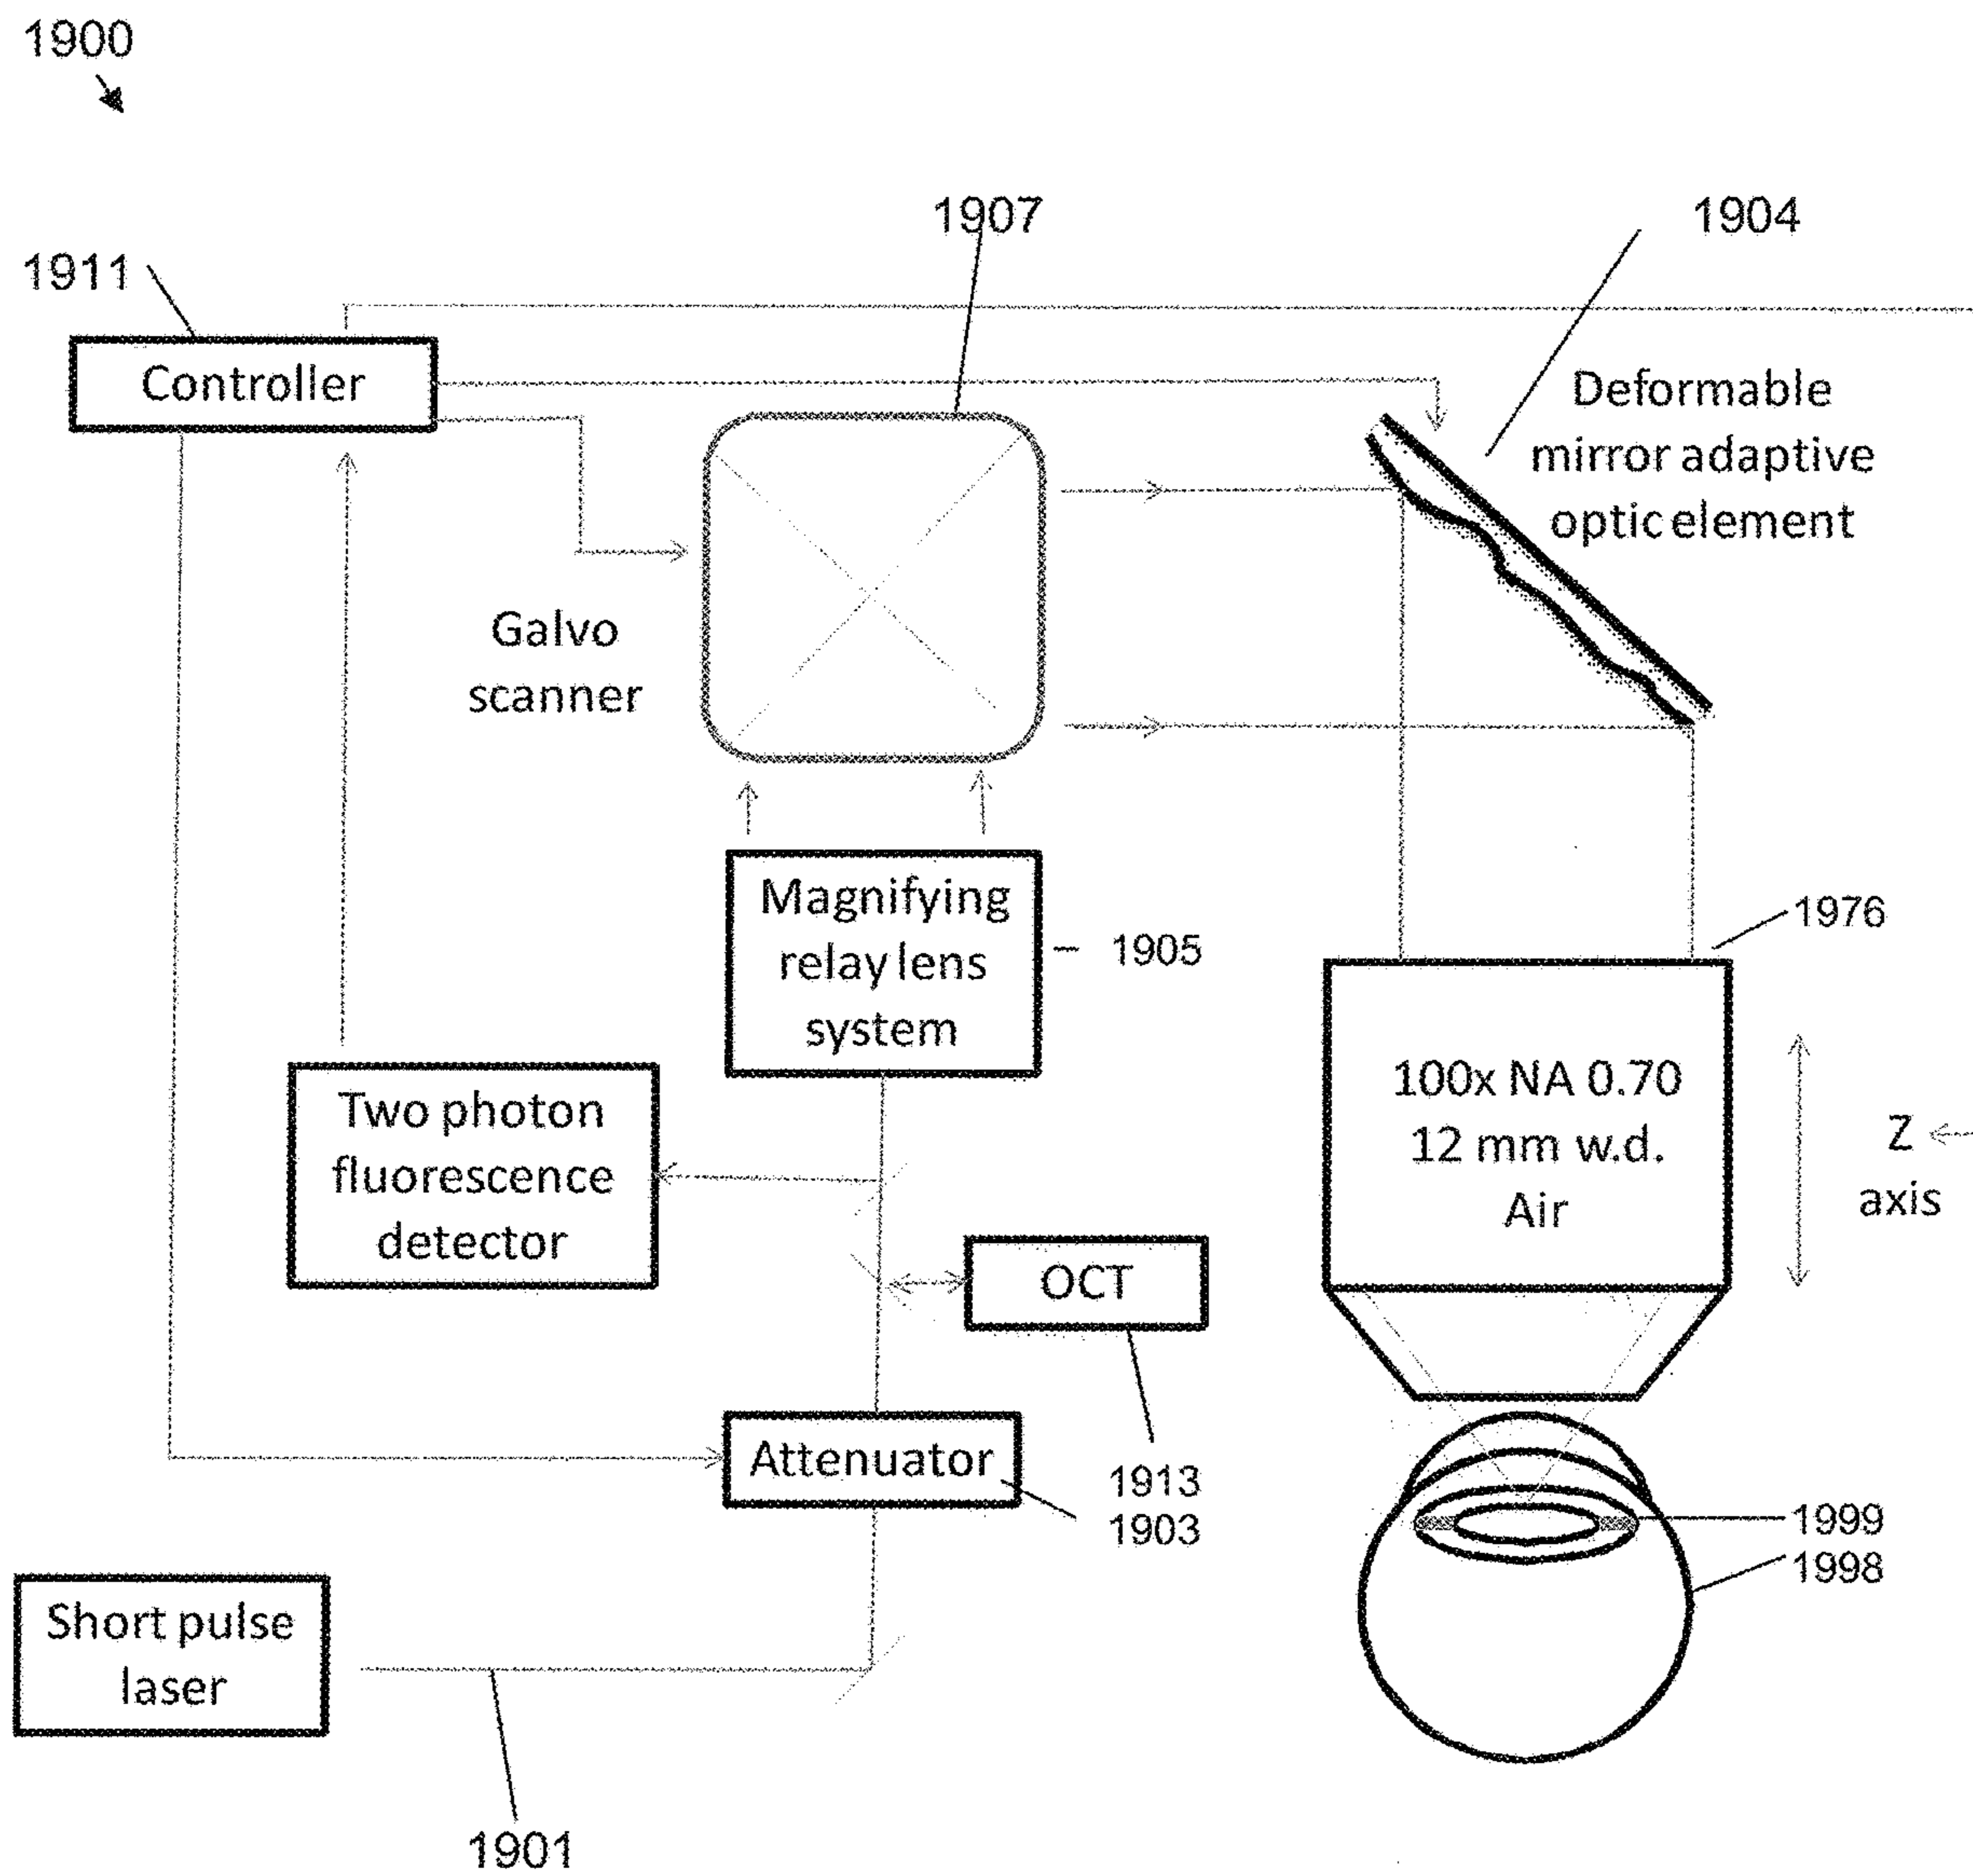 1900
1907
1904
1911
Controller
Deformable
mirror adaptive
optic element
Galvo
scanner
Magnifying
relay lens
system
1905
1976
100x NA 0.70
12 mm w.d.
Air
Z
axis
Two photon
fluorescence
detector
OCT
Attenuator
1913
1903
1999
1998
Short pulse
laser
1901